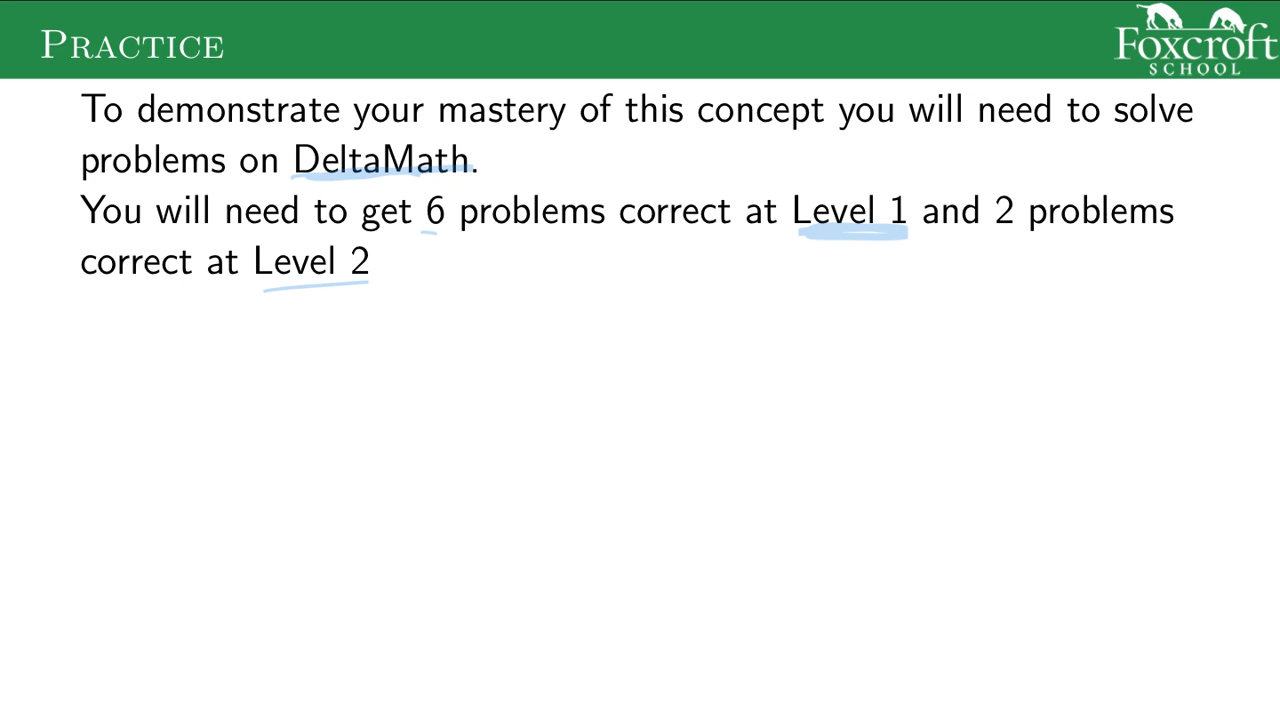 PRACTICE
Foxcroft
SCHOOL
To demonstrate your mastery of this concept you will need to solve
problems on DeltaMath.
You will need to get 6 problems correct at Level 1 and 2 problems
correct at Level 2